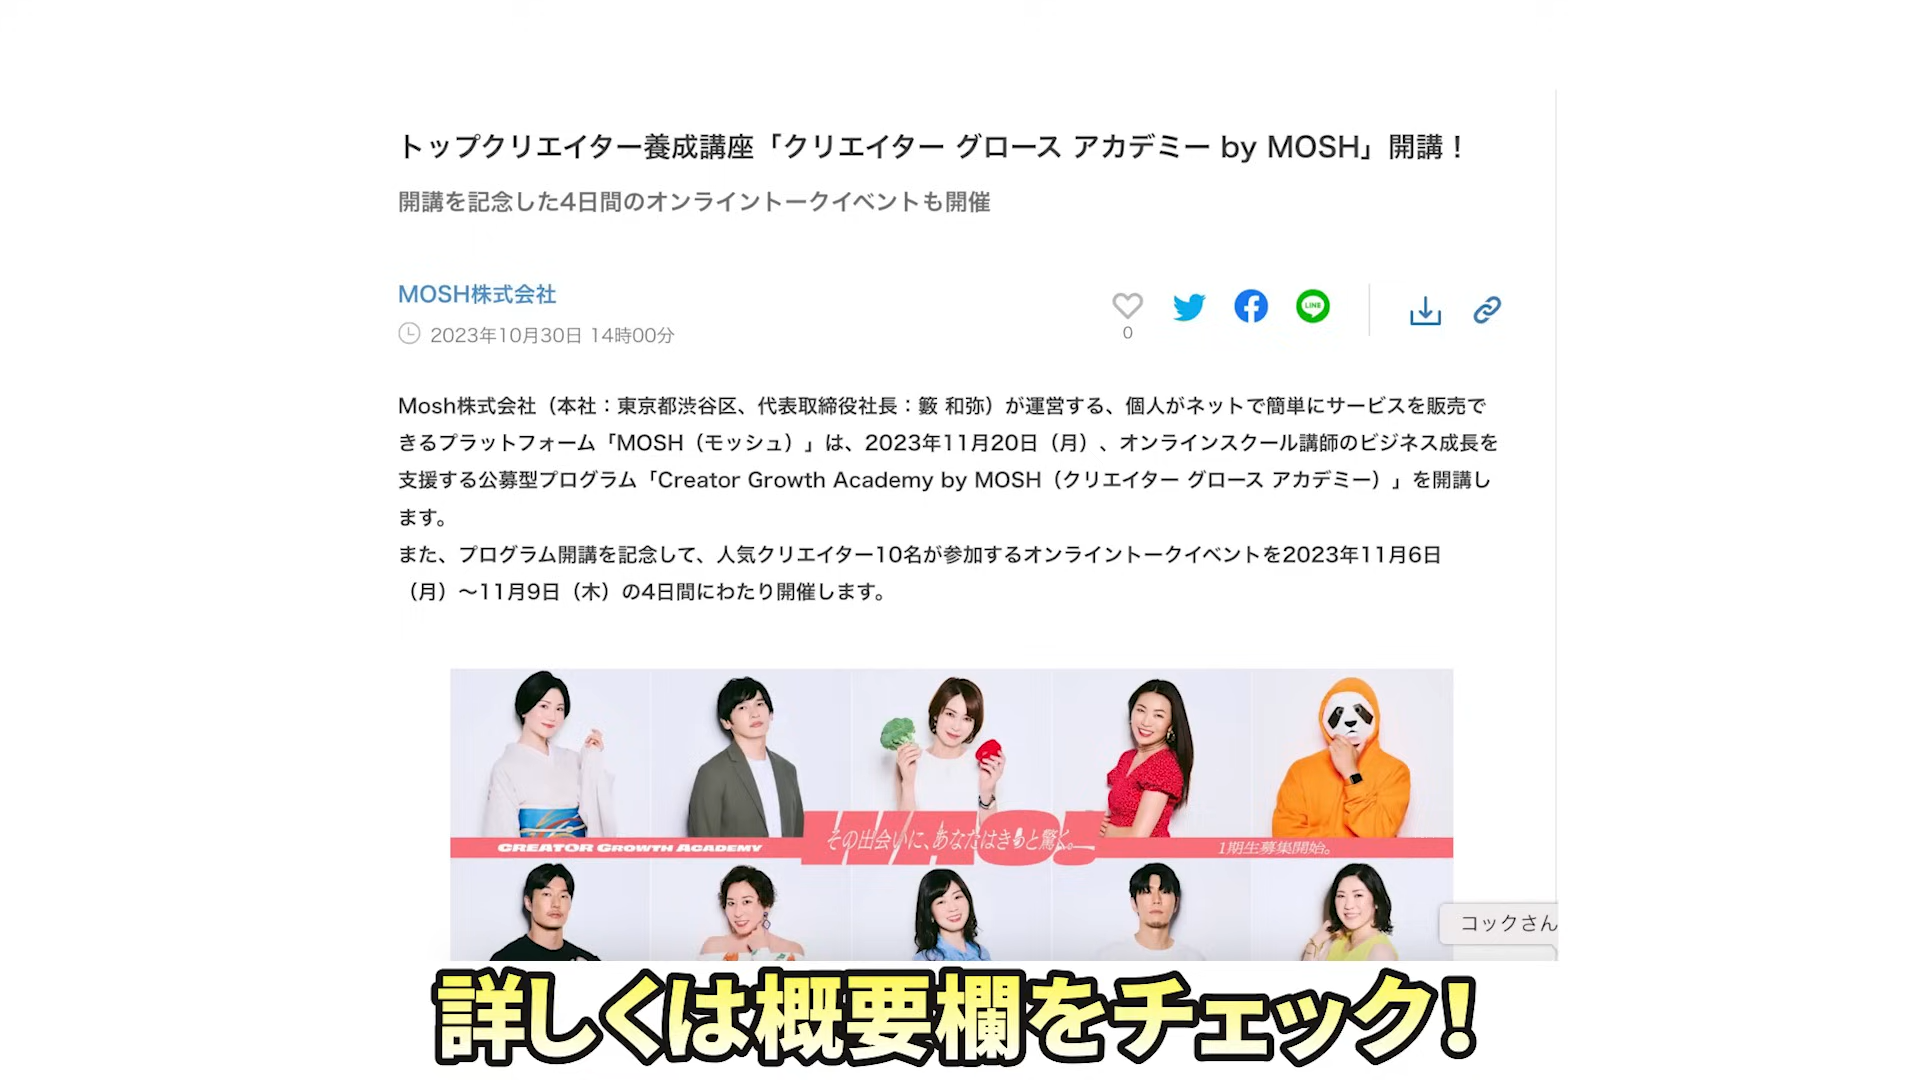 トップクリエイター養成講座「クリエイター グロース アカデミー by MOSH」開講！
開講を記念した4日間のオンライントークイベントも開催
MOSH株式会社
2023年10月30日 14時00分
0
LINE
Mosh株式会社（本社：東京都渋谷区、代表取締役社長：籔 和弥）が運営する、個人がネットで簡単にサービスを販売で
きるプラットフォーム「MOSH（モッシュ）」は、2023年11月20日（月）、オンラインスクール講師のビジネス成長を
支援する公募型プログラム「Creator Growth Academy by MOSH（クリエイター グロース アカデミー）」を開講し
ます。
また、プログラム開講を記念して、人気クリエイター10名が参加するオンライントークイベントを2023年11月6日
（月）〜11月9日（木）の4日間にわたり開催します。
WHO!
その出会いに、あなたはきっと驚く。
CREATOR GROWTH ACADEMY
1期生募集開始。
コックさん
詳しくは概要欄をチェック！